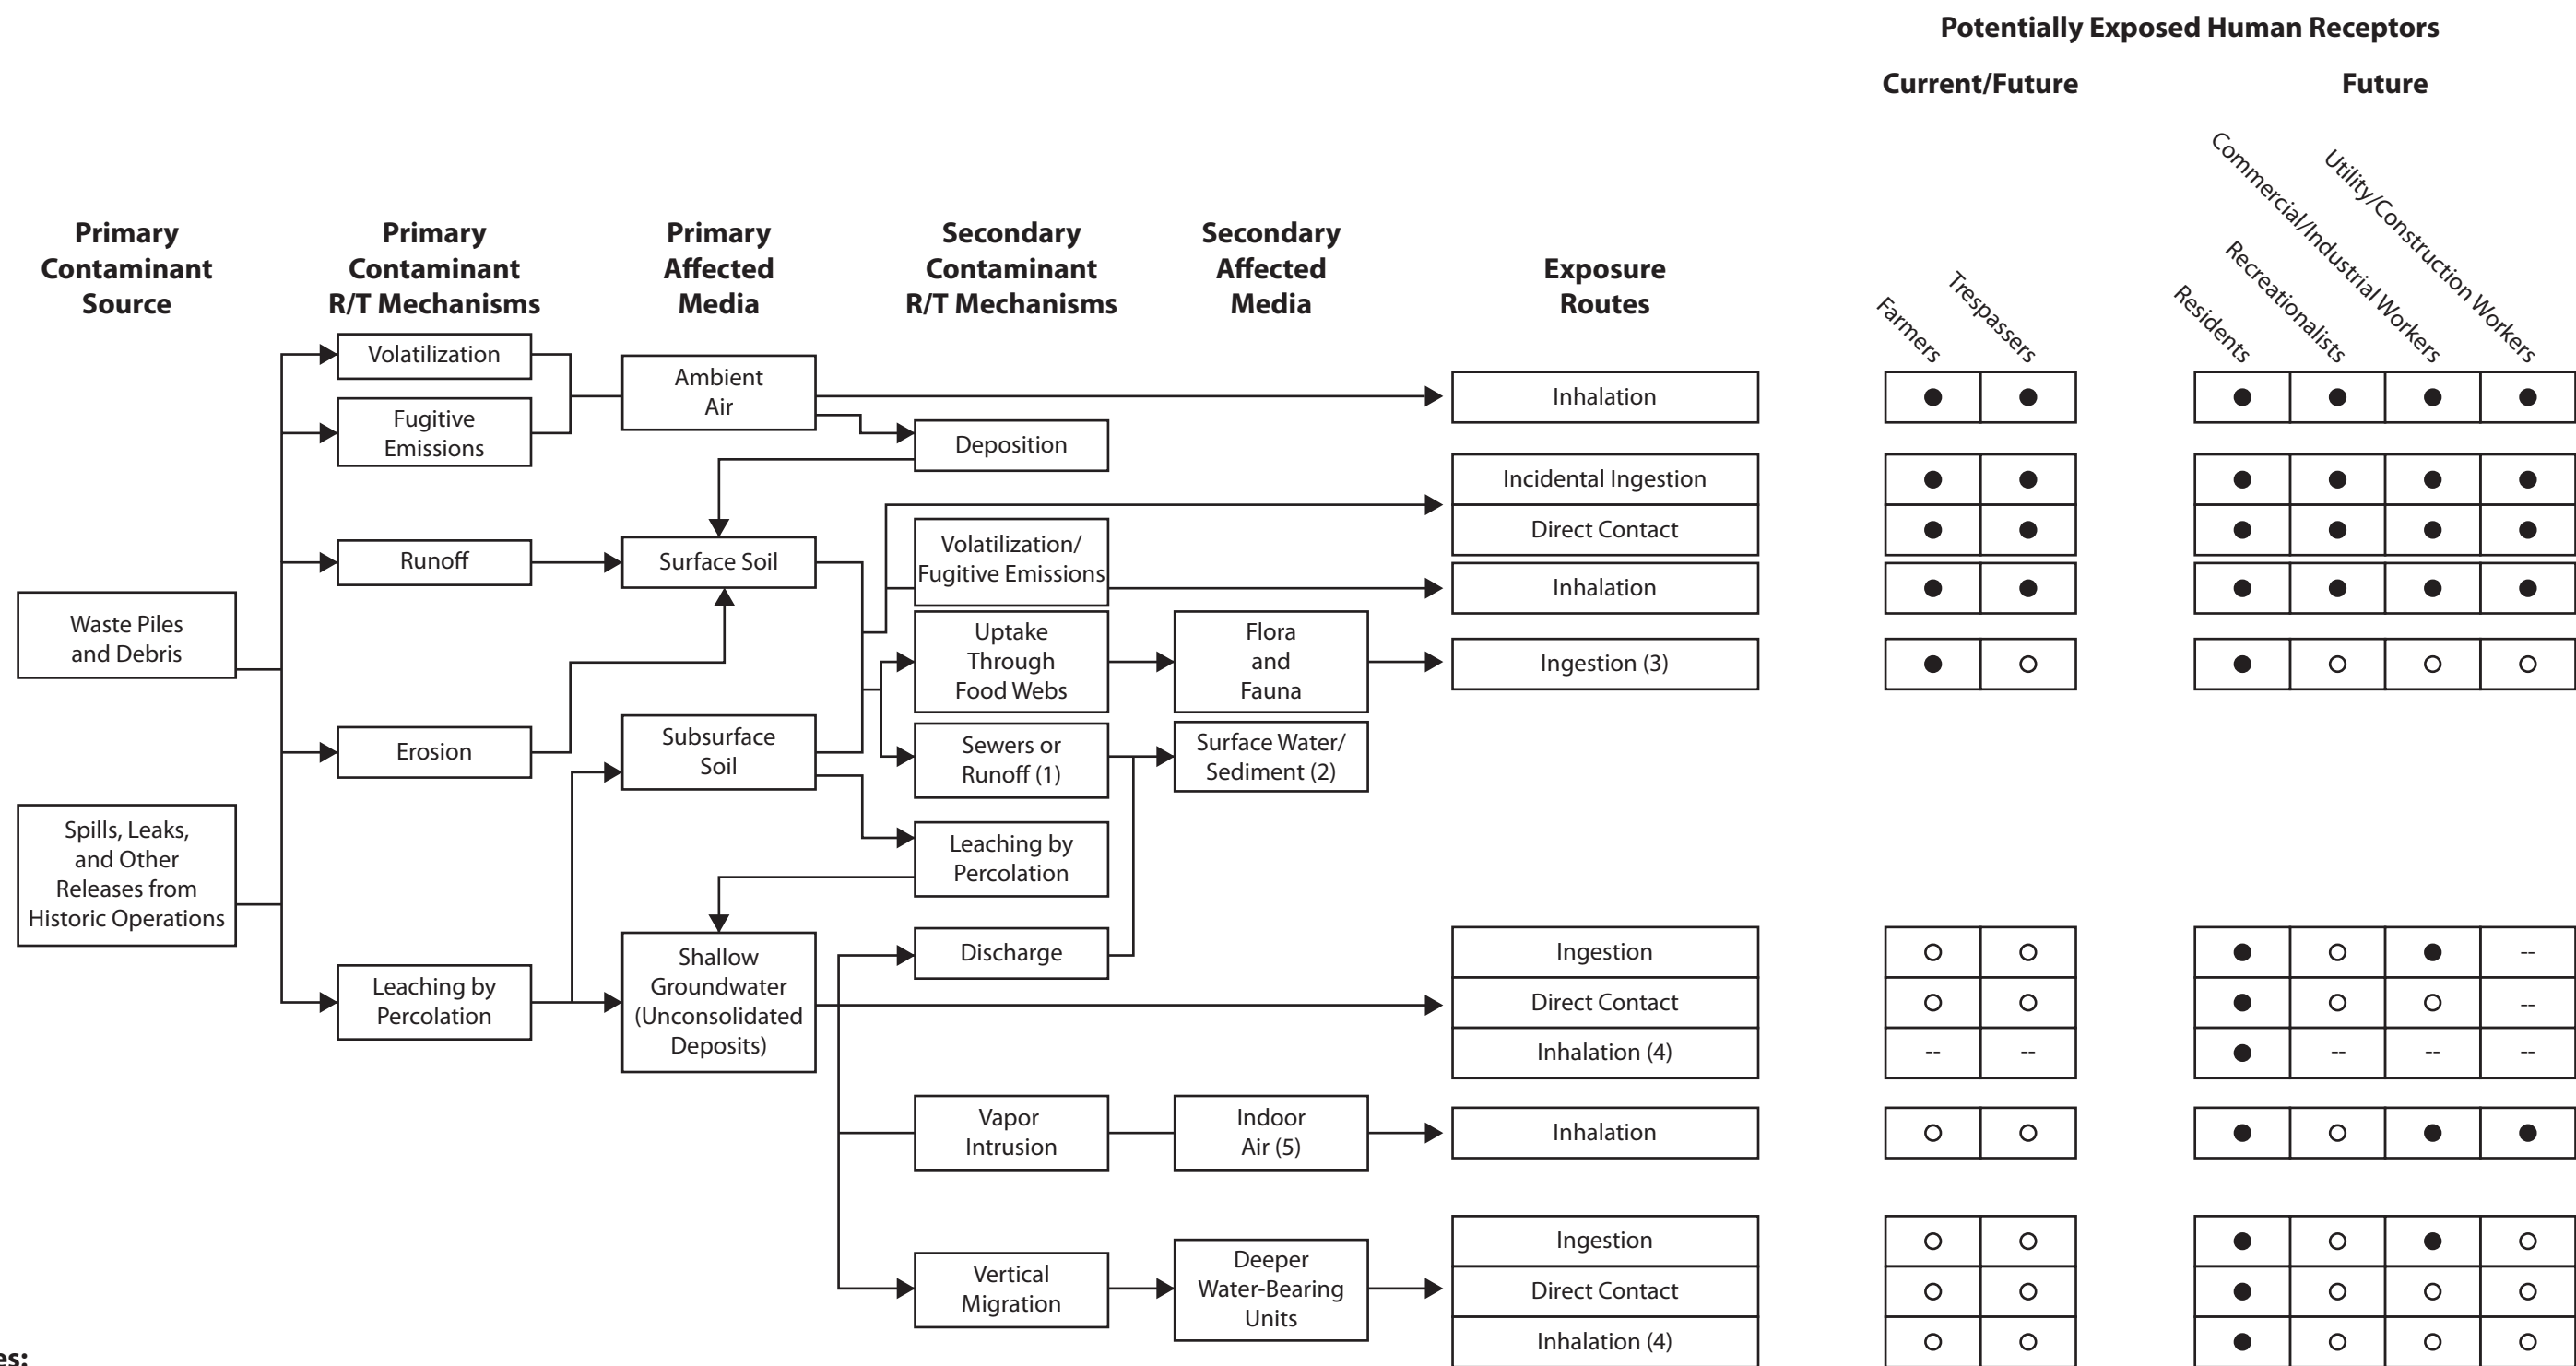 Potentially Exposed Human Receptors
Current/Future
Future
Farmers
Trespassers
Residents
Recreationalists
Commercial/Industrial Workers
Utility/Construction Workers
Primary
Contaminant
Source
Primary
Contaminant
R/T Mechanisms
Primary
Affected
Media
Secondary
Contaminant
R/T Mechanisms
Secondary
Affected
Media
Exposure
Routes
Volatilization
Fugitive
Emissions
Ambient
Air
Deposition
Inhalation
Incidental Ingestion
Direct Contact
Runoff
Surface Soil
Volatilization/
Fugitive Emissions
Inhalation
Waste Piles
and Debris
Uptake
Through
Food Webs
Flora
and
Fauna
Ingestion (3)
Erosion
Subsurface
Soil
Sewers or
Runoff (1)
Surface Water/
Sediment (2)
Spills, Leaks,
and Other
Releases from
Historic Operations
Leaching by
Percolation
Leaching by
Percolation
Shallow
Groundwater
(Unconsolidated
Deposits)
Discharge
Ingestion
--
Direct Contact
--
Inhalation (4)
-- -- -- -- --
Vapor
Intrusion
Indoor
Air (5)
Inhalation
Vertical
Migration
Deeper
Water-Bearing
Units
Ingestion
Direct Contact
Inhalation (4)
es: